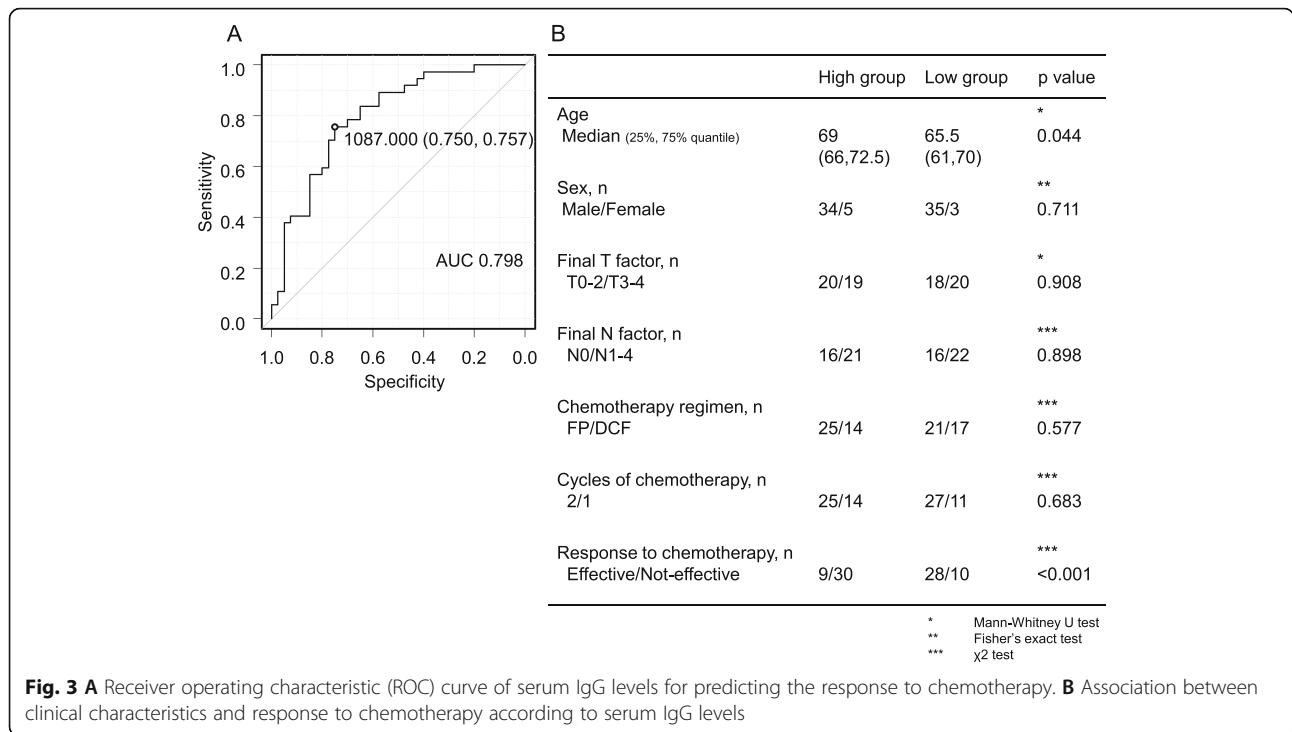 A
1.0
0.8
0.6
0.4
0.2
0.0
Sensitivity
1087.000 (0.750, 0.757)
AUC 0.798
1.0 0.8 0.6 0.4 0.2 0.0
Specificity
B
High group Low group p value
Age *
Median (25%, 75% quantile) 69 65.5 0.044
(66,72.5) (61,70)
Sex, n **
Male/Female 34/5 35/3 0.711
Final T factor, n *
T0-2/T3-4 20/19 18/20 0.908
Final N factor, n ***
N0/N1-4 16/21 16/22 0.898
Chemotherapy regimen, n ***
FP/DCF 25/14 21/17 0.577
Cycles of chemotherapy, n ***
2/1 25/14 27/11 0.683
Response to chemotherapy, n ***
Effective/Not-effective 9/30 28/10 <0.001
* Mann-Whitney U test
** Fisher's exact test
*** χ2 test
Fig. 3 A Receiver operating characteristic (ROC) curve of serum IgG levels for predicting the response to chemotherapy. B Association between
clinical characteristics and response to chemotherapy according to serum IgG levels